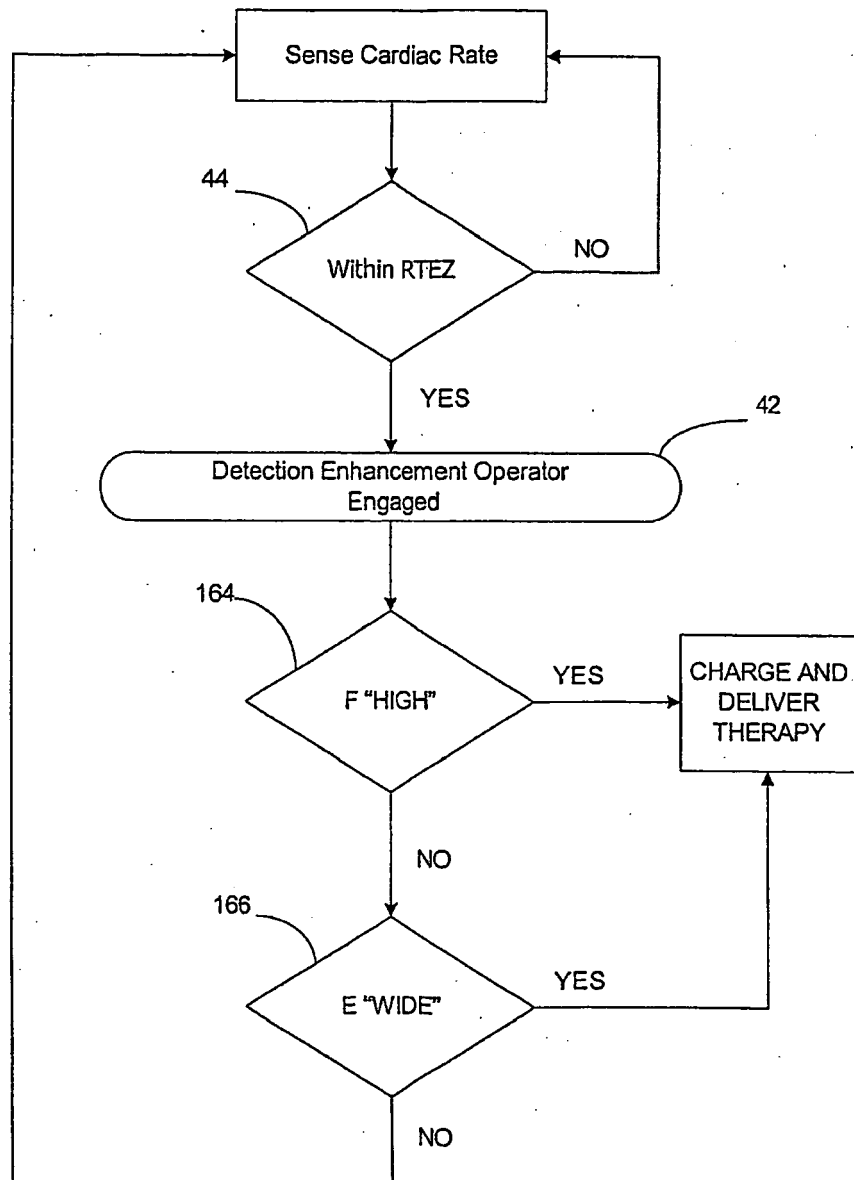 Sense Cardiac Rate
44
Within RTEZ
NO
YES
42
Detection Enhancement Operator
Engaged
164
F "HIGH"
YES
CHARGE AND
DELIVER
THERAPY
NO
166
E "WIDE"
YES
NO